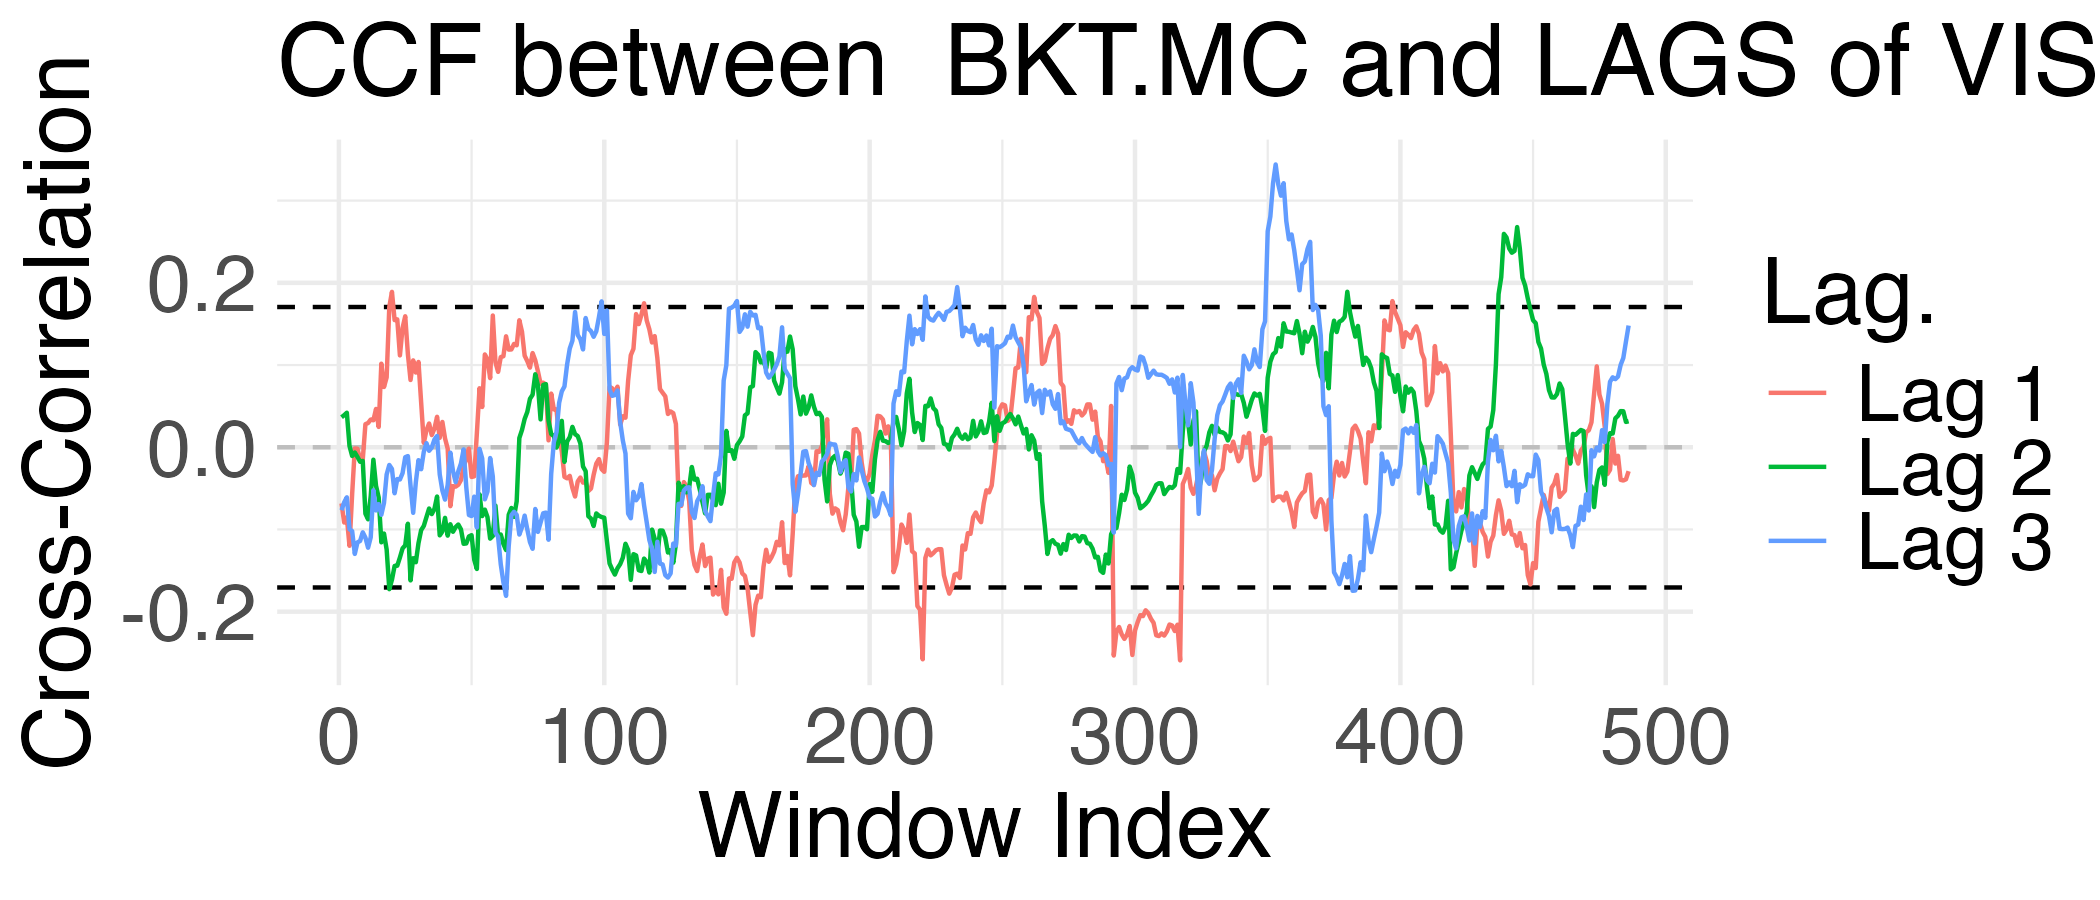 CCF between  BKT.MC and LAGS of VIS
Cross-Correlation
0.2
0.0
-0.2
0
100
200
300
400
500
Window Index
Lag.
Lag 1
Lag 2
Lag 3